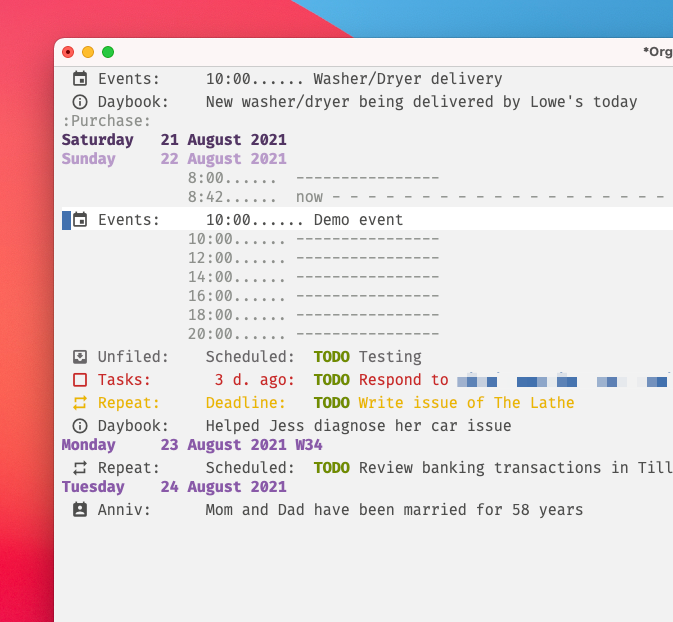 *Org
Events: 10:00...... Washer/Dryer delivery
Daybook: New washer/dryer being delivered by Lowe's today
:Purchase:
Saturday 21 August 2021
Sunday 22 August 2021
8:00...... ----------------
8:42...... now - - - - - - - - - - - - - - - - - - -
Events: 10:00...... Demo event
10:00...... ----------------
12:00...... ----------------
14:00...... ----------------
16:00...... ----------------
18:00...... ----------------
20:00...... ----------------
Unfiled: Scheduled: TODO Testing
Tasks: 3 d. ago: TODO Respond to
Repeat: Deadline: TODO Write issue of The Lathe
Daybook: Helped Jess diagnose her car issue
Monday 23 August 2021 W34
Repeat: Scheduled: TODO Review banking transactions in Till
Tuesday 24 August 2021
Anniv: Mom and Dad have been married for 58 years